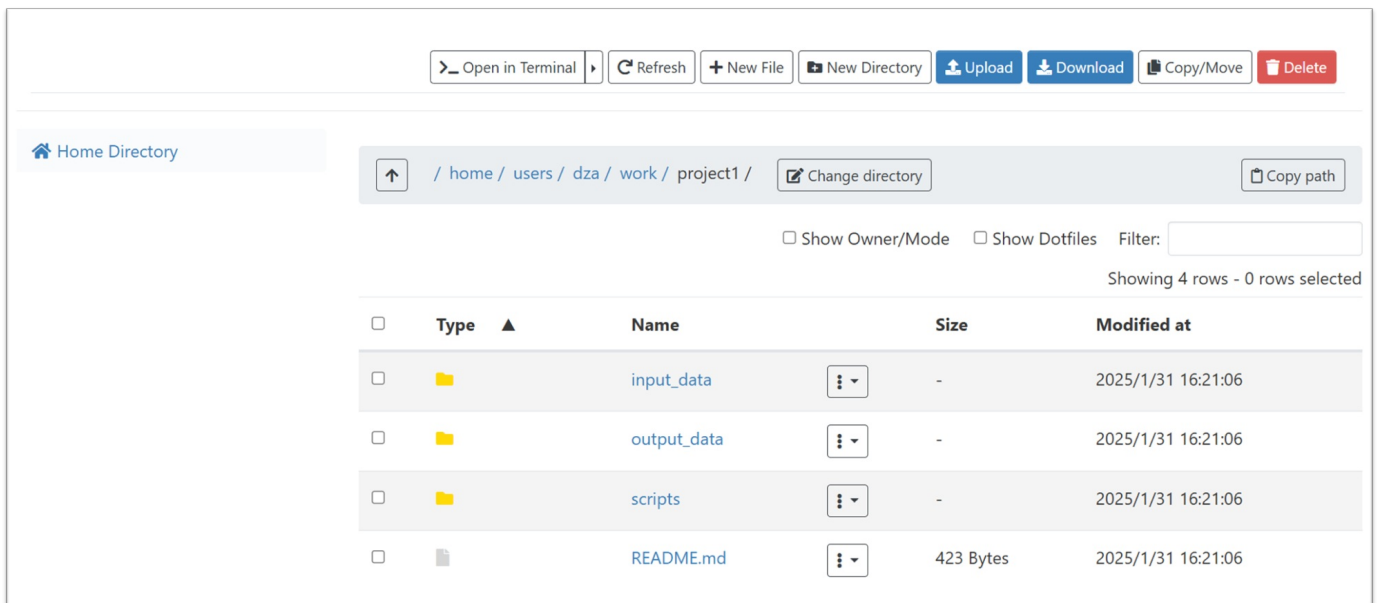 >_ Open in Terminal Refresh + New File New Directory Upload Download Copy/Move Delete
Home Directory
/ home / users / dza / work / project1 / Change directory Copy path
Show Owner/Mode Show Dotfiles Filter:
Showing 4 rows - 0 rows selected
Type ▲ Name Size Modified at
input_data - 2025/1/31 16:21:06
output_data - 2025/1/31 16:21:06
scripts - 2025/1/31 16:21:06
README.md 423 Bytes 2025/1/31 16:21:06